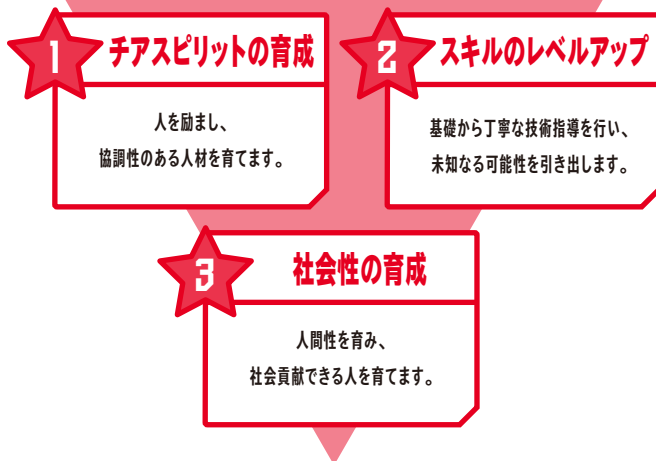 1
チアスピリットの育成
人を励まし、
協調性のある人材を育てます。
2
スキルのレベルアップ
基礎から丁寧な技術指導を行い、
未知なる可能性を引き出します。
3
社会性の育成
人間性を育み、
社会貢献できる人を育てます。